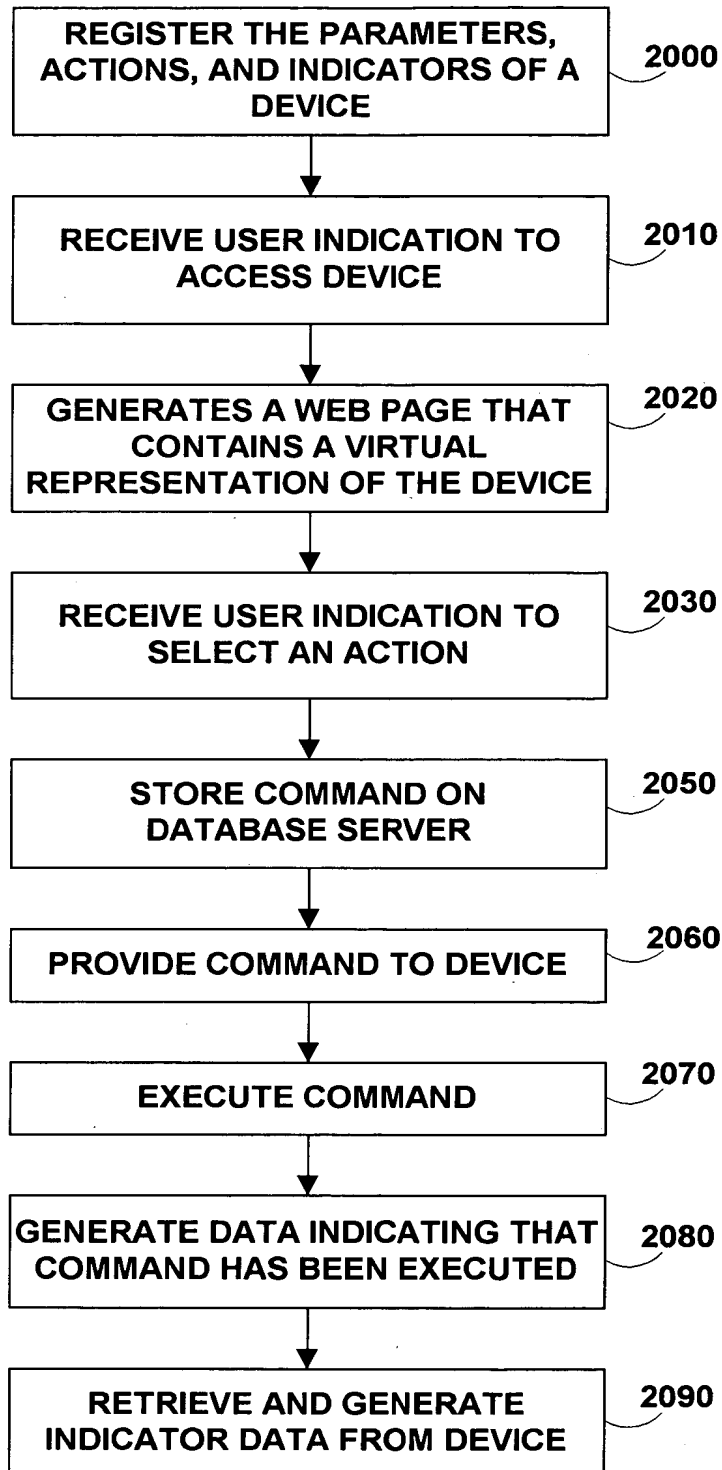 REGISTER THE PARAMETERS,
ACTIONS, AND INDICATORS OF A
DEVICE
2000
RECEIVE USER INDICATION TO
ACCESS DEVICE
2010
GENERATES A WEB PAGE THAT
CONTAINS A VIRTUAL
REPRESENTATION OF THE DEVICE
2020
RECEIVE USER INDICATION TO
SELECT AN ACTION
2030
STORE COMMAND ON
DATABASE SERVER
2050
PROVIDE COMMAND TO DEVICE
2060
EXECUTE COMMAND
2070
GENERATE DATA INDICATING THAT
COMMAND HAS BEEN EXECUTED
2080
RETRIEVE AND GENERATE
INDICATOR DATA FROM DEVICE
2090